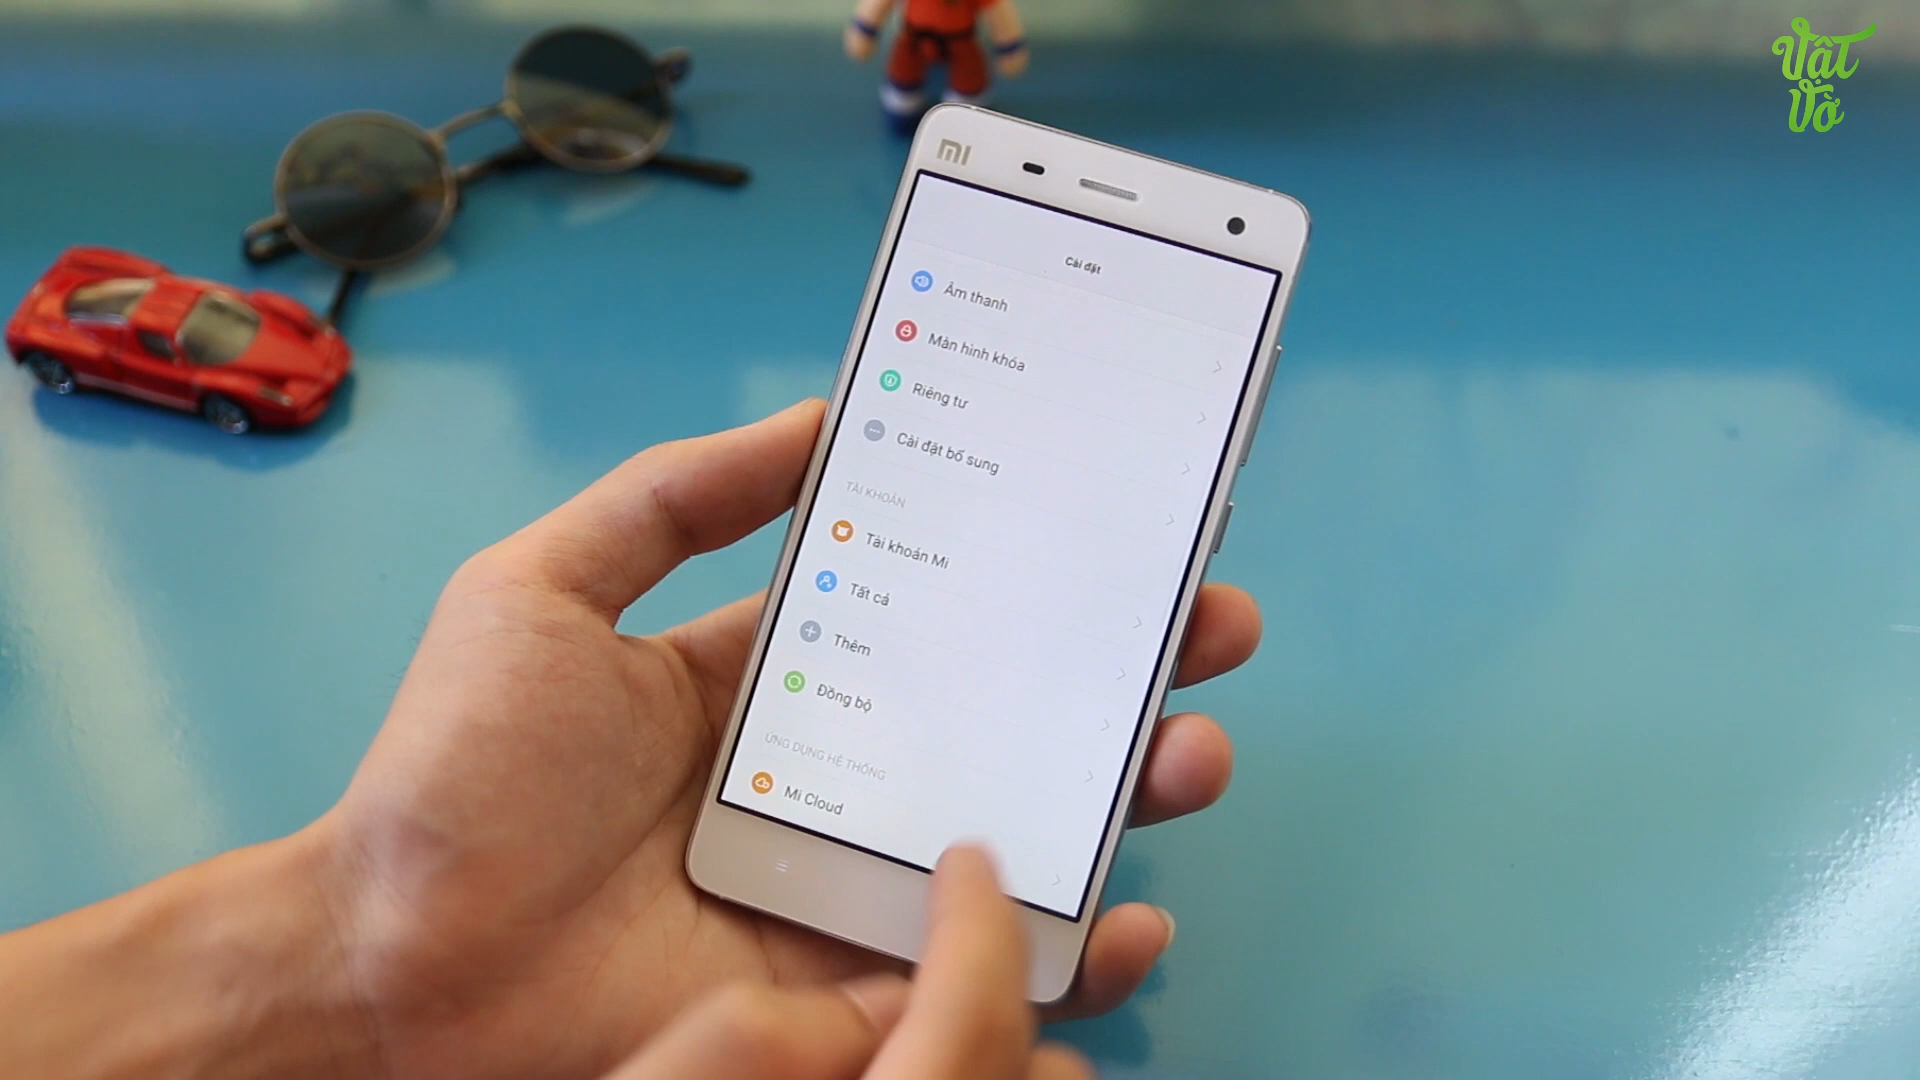 Vật
Vờ
MI
Cài đặt
Âm thanh
Màn hình khóa
Riêng tư
Cài đặt bổ sung
TÀI KHOẢN
Tài khoản Mi
Tất cả
Thêm
Đồng bộ
ỨNG DỤNG HỆ THỐNG
Mi Cloud